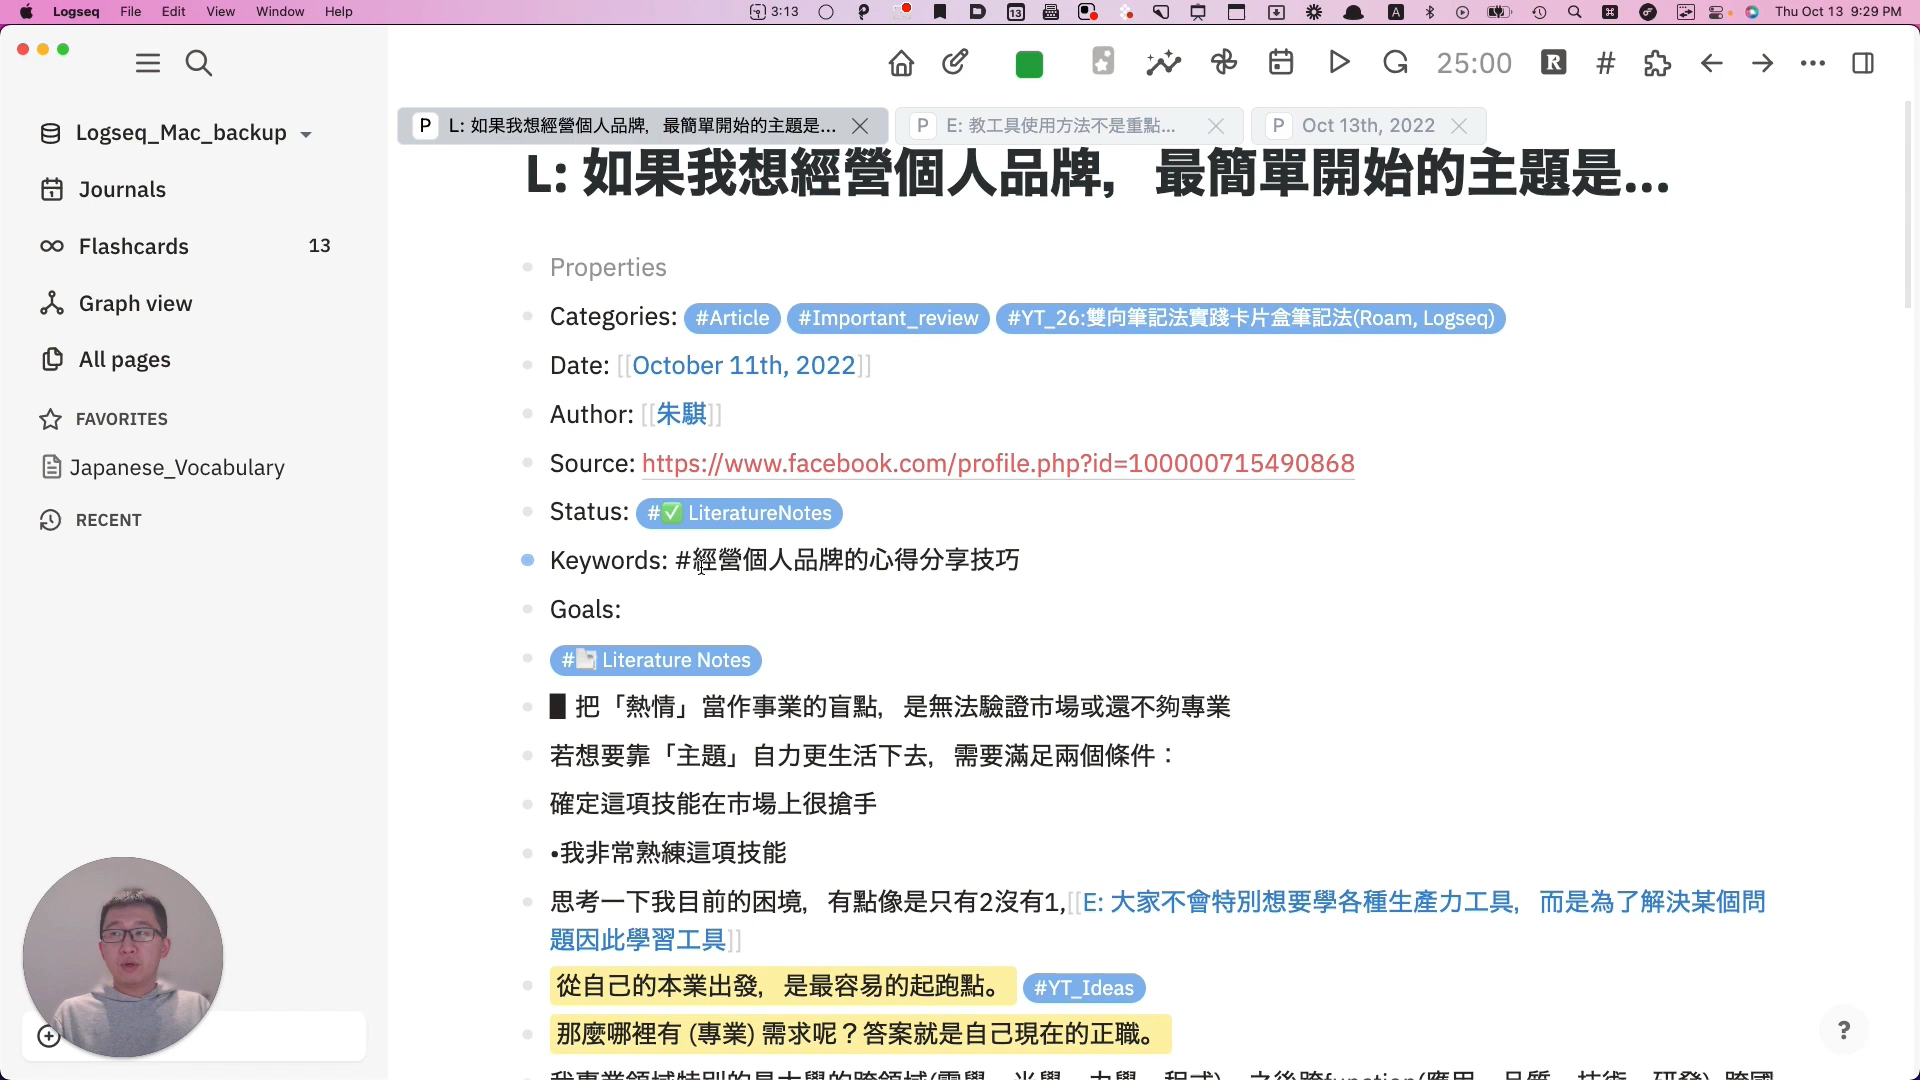 Logseq File Edit View Window Help 3:13 13 A Thu Oct 13 9:29 PM
25:00 R #
P L: 如果我想經營個人品牌，最簡單開始的主題是...
P E: 教工具使用方法不是重點...
P Oct 13th, 2022
Logseq_Mac_backup
Journals
Flashcards 13
Graph view
All pages
FAVORITES
Japanese_Vocabulary
RECENT
L: 如果我想經營個人品牌，最簡單開始的主題是...
Properties
Categories: #Article #Important_review #YT_26:雙向筆記法實踐卡片盒筆記法(Roam, Logseq)
Date: [[October 11th, 2022]]
Author: [[朱騏]]
Source: https://www.facebook.com/profile.php?id=100000715490868
Status: #✅ LiteratureNotes
Keywords: #經營個人品牌的心得分享技巧
Goals:
# Literature Notes
█ 把「熱情」當作事業的盲點，是無法驗證市場或還不夠專業
若想要靠「主題」自力更生活下去，需要滿足兩個條件：
確定這項技能在市場上很搶手
•我非常熟練這項技能
思考一下我目前的困境，有點像是只有2沒有1,[[E: 大家不會特別想要學各種生產力工具，而是為了解決某個問
題因此學習工具]]
從自己的本業出發，是最容易的起跑點。 #YT_Ideas
那麼哪裡有 (專業) 需求呢？答案就是自己現在的正職。
?